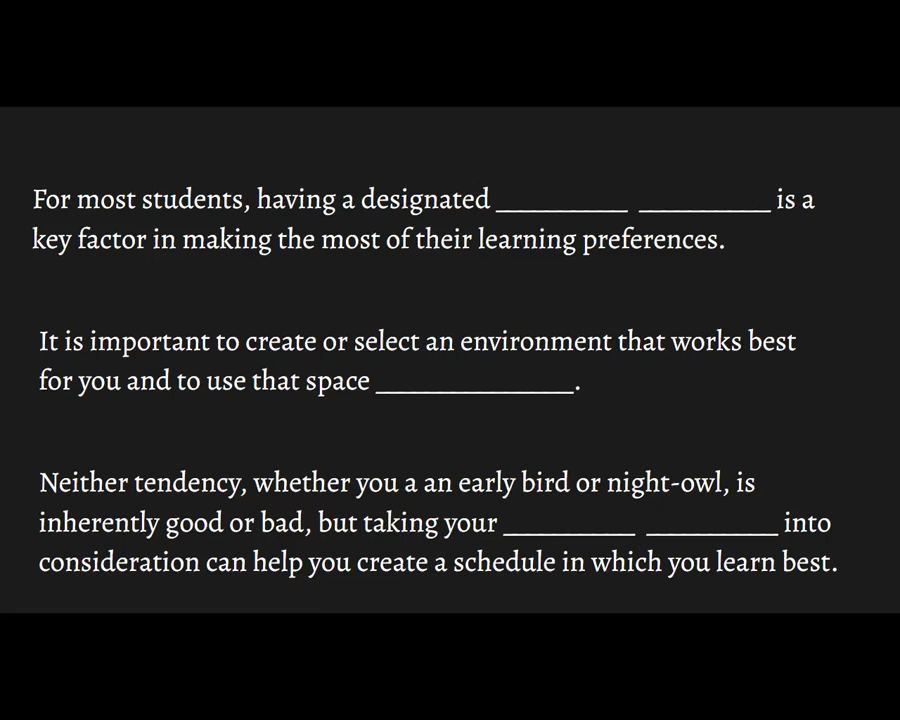 For most students, having a designated __________ __________ is a
key factor in making the most of their learning preferences.
It is important to create or select an environment that works best
for you and to use that space _______________.
Neither tendency, whether you a an early bird or night-owl, is
inherently good or bad, but taking your __________ __________ into
consideration can help you create a schedule in which you learn best.